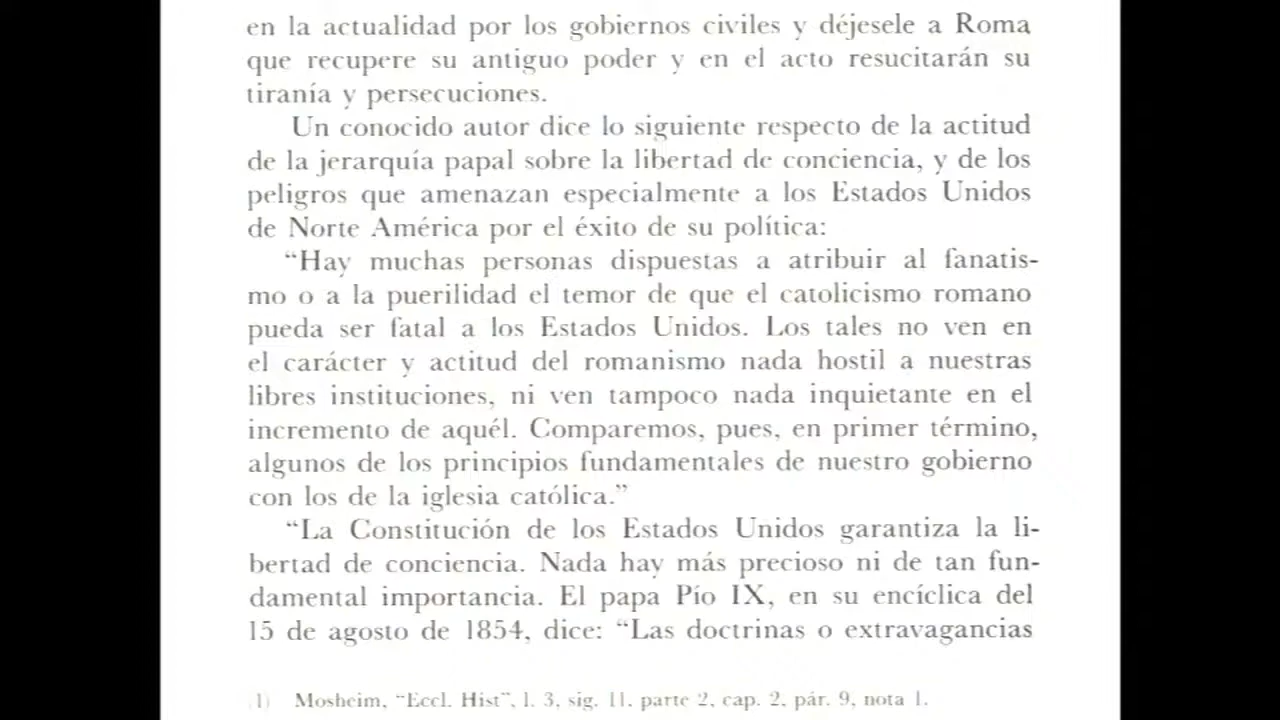 en la actualidad por los gobiernos civiles y déjesele a Roma
que recupere su antiguo poder y en el acto resucitarán su
tiranía y persecuciones.
Un conocido autor dice lo siguiente respecto de la actitud
de la jerarquía papal sobre la libertad de conciencia, y de los
peligros que amenazan especialmente a los Estados Unidos
de Norte América por el éxito de su política:
“Hay muchas personas dispuestas a atribuir al fanatis-
mo o a la puerilidad el temor de que el catolicismo romano
pueda ser fatal a los Estados Unidos. Los tales no ven en
el carácter y actitud del romanismo nada hostil a nuestras
libres instituciones, ni ven tampoco nada inquietante en el
incremento de aquél. Comparemos, pues, en primer término,
algunos de los principios fundamentales de nuestro gobierno
con los de la iglesia católica.”
“La Constitución de los Estados Unidos garantiza la li-
bertad de conciencia. Nada hay más precioso ni de tan fun-
damental importancia. El papa Pío IX, en su encíclica del
15 de agosto de 1854, dice: “Las doctrinas o extravagancias
(1) Mosheim, “Eccl. Hist”, l. 3, sig. 11, parte 2, cap. 2, pár. 9, nota 1.